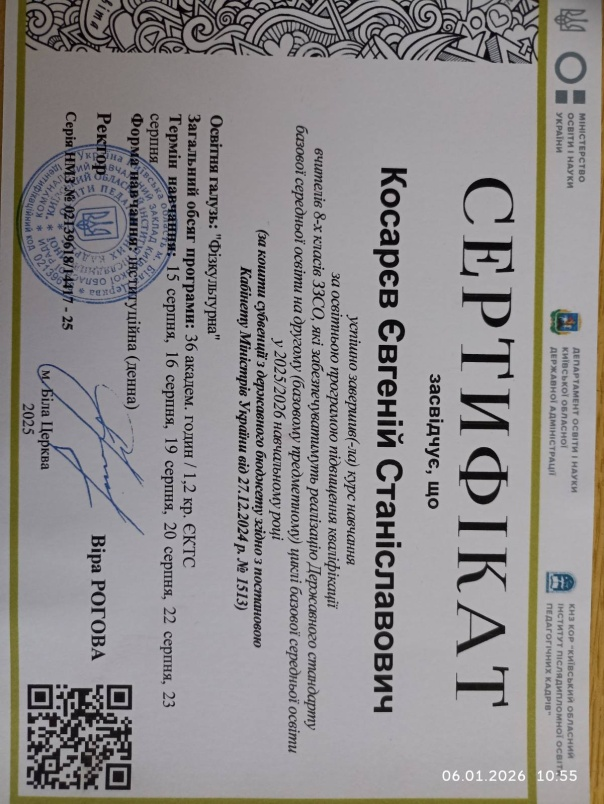 МІНІСТЕРСТВО
ОСВІТИ І НАУКИ
УКРАЇНИ
ДЕПАРТАМЕНТ ОСВІТИ І НАУКИ
КИЇВСЬКОЇ ОБЛАСНОЇ
ДЕРЖАВНОЇ АДМІНІСТРАЦІЇ
КНЗ КОР "КИЇВСЬКИЙ ОБЛАСНИЙ
ІНСТИТУТ ПІСЛЯДИПЛОМНОЇ ОСВІТИ
ПЕДАГОГІЧНИХ КАДРІВ"
СЕРТИФІКАТ
засвідчує, що
Косарєв Євгеній Станіславович
успішно завершив(-ла) курс навчання
за освітньою програмою підвищення кваліфікації
вчителів 8-х класів ЗЗСО, які забезпечуватимуть реалізацію Державного стандарту
базової середньої освіти на другому (базовому предметному) циклі базової середньої освіти
у 2025/2026 навчальному році
(за кошти субвенції з державного бюджету згідно з постановою
Кабінету Міністрів України від 27.12.2024 р. № 1513)
Освітня галузь: "Фізкультурна"
Загальний обсяг програми: 36 академ. годин / 1,2 кр. ЄКТС
Термін навчання: 15 серпня, 16 серпня, 19 серпня, 20 серпня, 22 серпня, 23
серпня
Форма навчання: інституційна (денна)
Ректор Віра РОГОВА
Серія НМЗ № 02139618/14417 - 25
м. Біла Церква
2025
06.01.2026 10:55